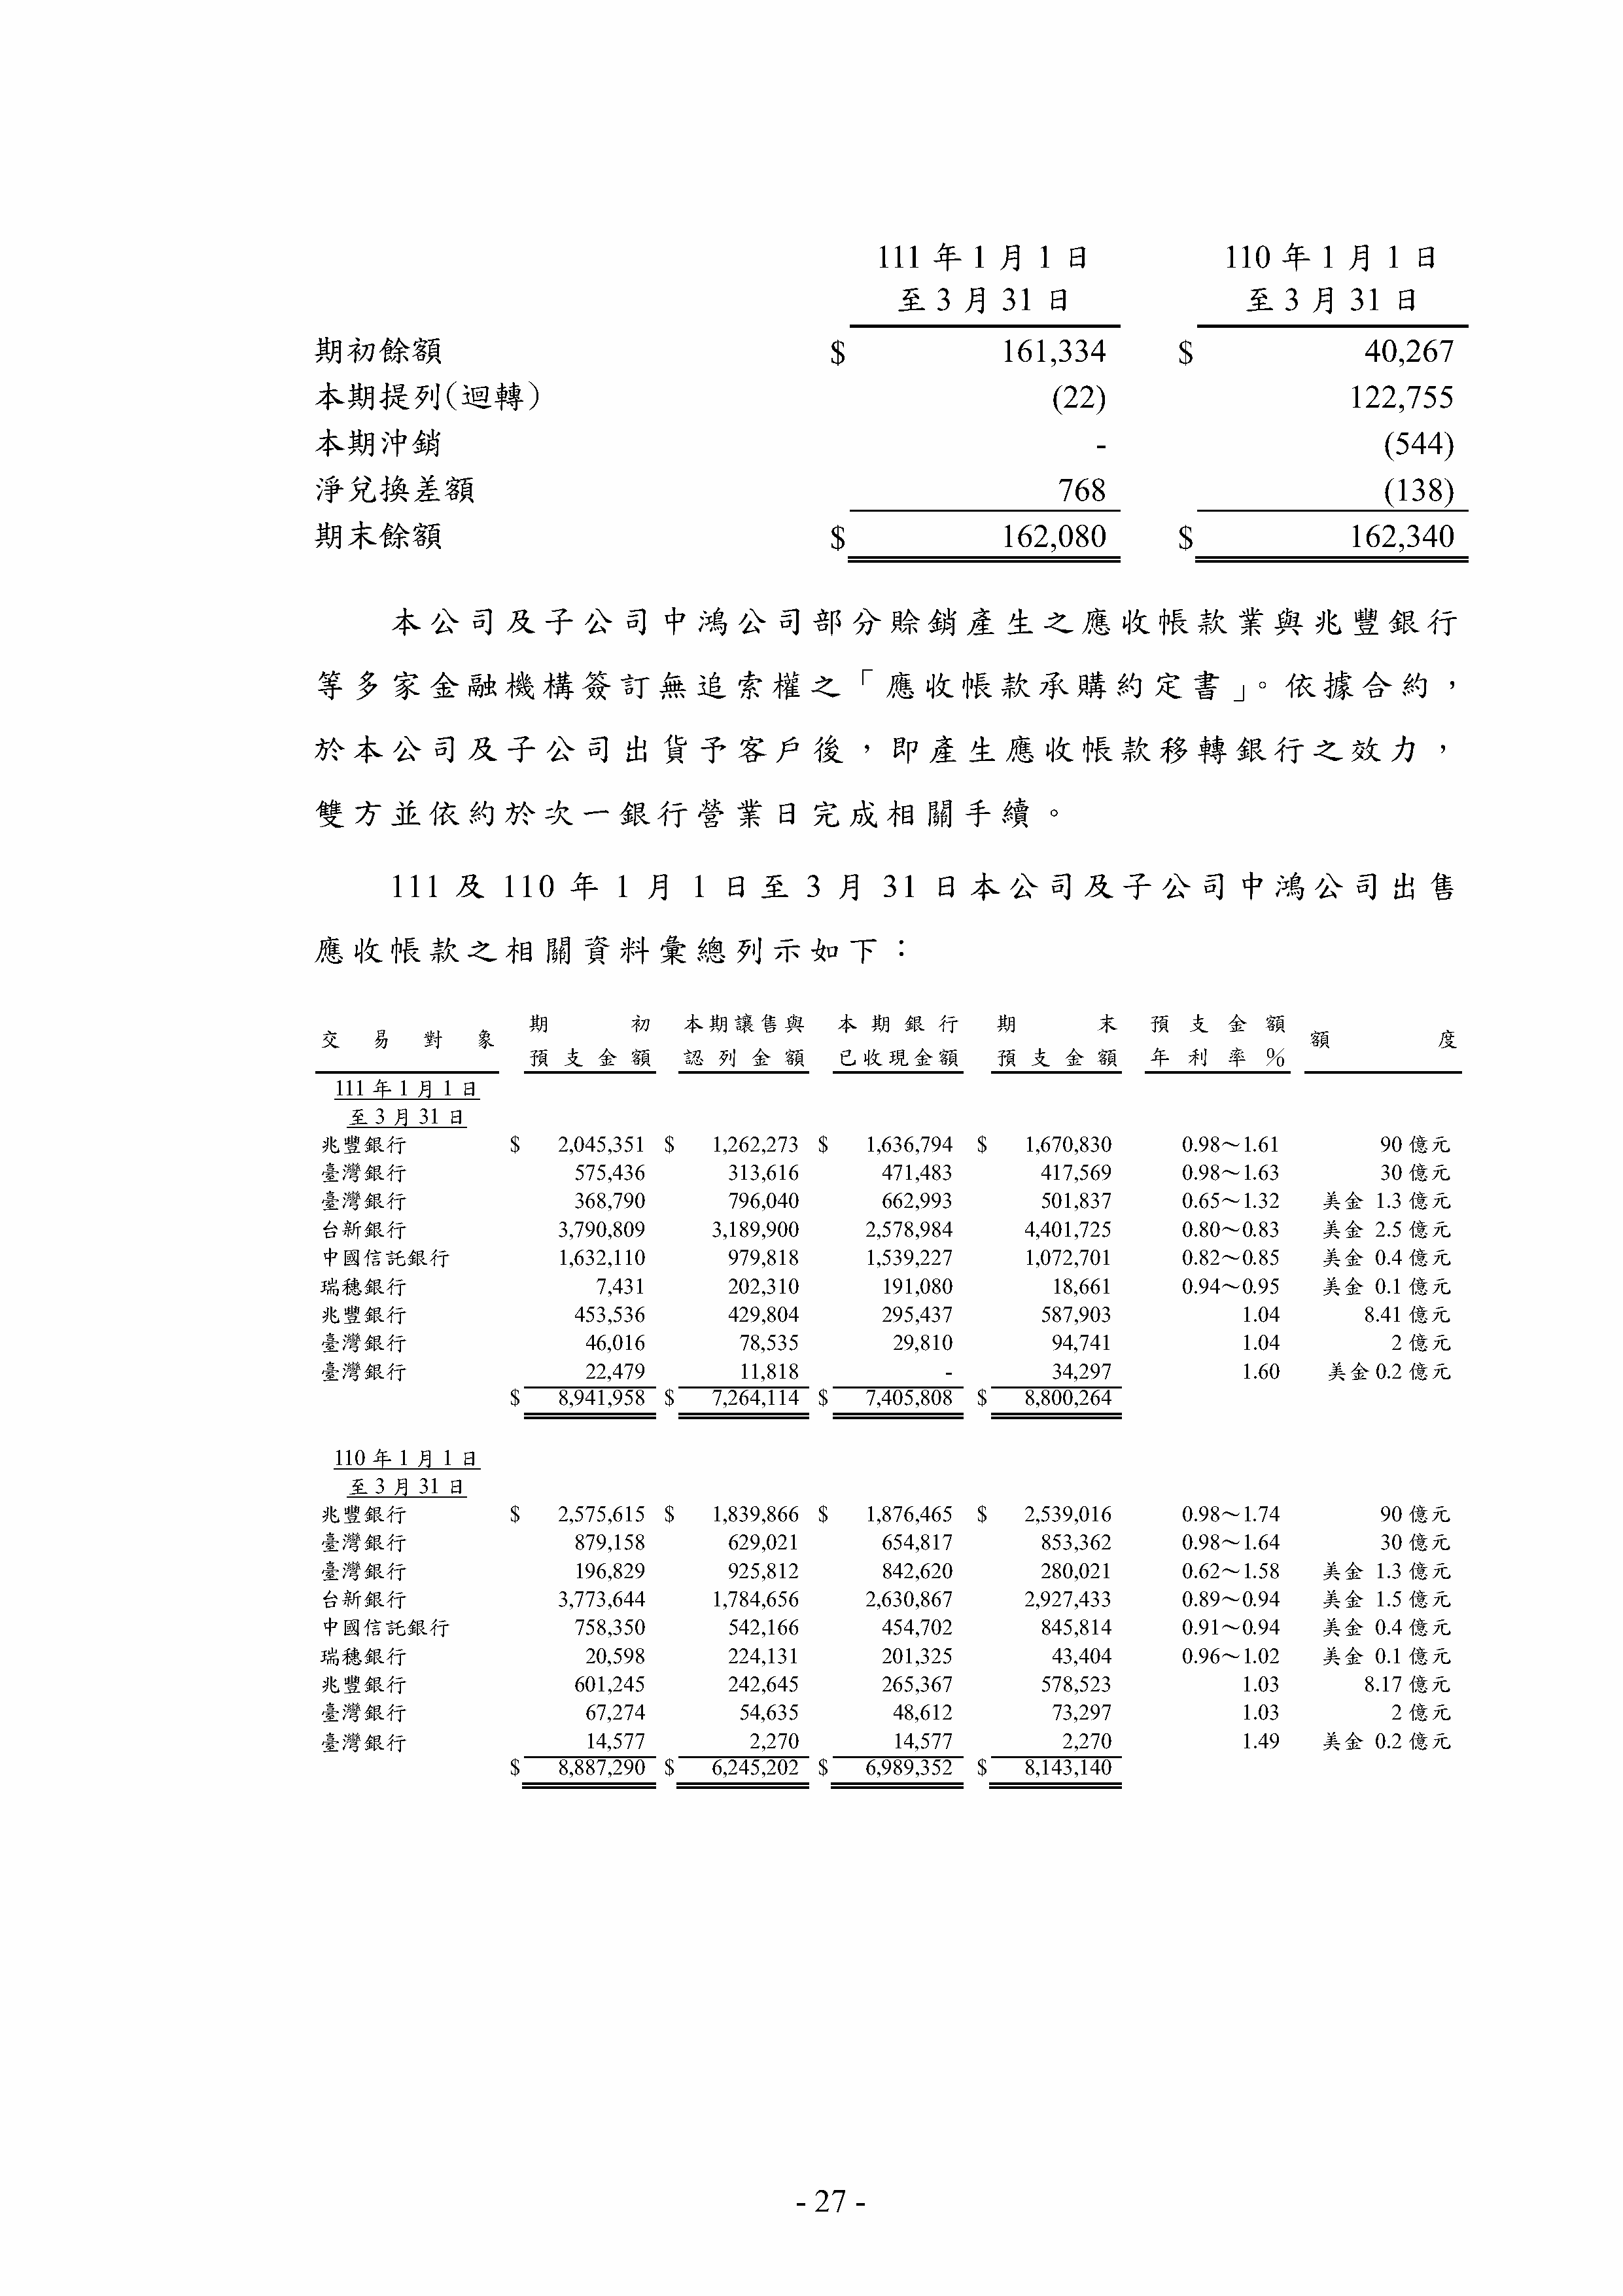 111 年 1 月 1 日 110 年 1 月 1 日
至 3 月 31 日 至 3 月 31 日
期初餘額 $ 161,334 $ 40,267
本期提列(迴轉) (22) 122,755
本期沖銷 - (544)
淨兌換差額 768 (138)
期末餘額 $ 162,080 $ 162,340
本公司及子公司中鴻公司部分賒銷產生之應收帳款業與兆豐銀行
等多家金融機構簽訂無追索權之「應收帳款承購約定書」。依據合約,
於本公司及子公司出貨予客戶後,即產生應收帳款移轉銀行之效力,
雙方並依約於次一銀行營業日完成相關手續。
111 及 110 年 1 月 1 日至 3 月 31 日本公司及子公司中鴻公司出售
應收帳款之相關資料彙總列示如下:
期初 本期讓售與 本期銀行 期末 預支金額
交易對象 額度
預支金額 認列金額 已收現金額 預支金額 年利率%
111 年 1 月 1 日
至 3 月 31 日
兆豐銀行 $ 2,045,351 $ 1,262,273 $ 1,636,794 $ 1,670,830 0.98~1.61 90 億元
臺灣銀行 575,436 313,616 471,483 417,569 0.98~1.63 30 億元
臺灣銀行 368,790 796,040 662,993 501,837 0.65~1.32 美金 1.3 億元
台新銀行 3,790,809 3,189,900 2,578,984 4,401,725 0.80~0.83 美金 2.5 億元
中國信託銀行 1,632,110 979,818 1,539,227 1,072,701 0.82~0.85 美金 0.4 億元
瑞穗銀行 7,431 202,310 191,080 18,661 0.94~0.95 美金 0.1 億元
兆豐銀行 453,536 429,804 295,437 587,903 1.04 8.41 億元
臺灣銀行 46,016 78,535 29,810 94,741 1.04 2 億元
臺灣銀行 22,479 11,818 - 34,297 1.60 美金 0.2 億元
$ 8,941,958 $ 7,264,114 $ 7,405,808 $ 8,800,264
110 年 1 月 1 日
至 3 月 31 日
兆豐銀行 $ 2,575,615 $ 1,839,866 $ 1,876,465 $ 2,539,016 0.98~1.74 90 億元
臺灣銀行 879,158 629,021 654,817 853,362 0.98~1.64 30 億元
臺灣銀行 196,829 925,812 842,620 280,021 0.62~1.58 美金 1.3 億元
台新銀行 3,773,644 1,784,656 2,630,867 2,927,433 0.89~0.94 美金 1.5 億元
中國信託銀行 758,350 542,166 454,702 845,814 0.91~0.94 美金 0.4 億元
瑞穗銀行 20,598 224,131 201,325 43,404 0.96~1.02 美金 0.1 億元
兆豐銀行 601,245 242,645 265,367 578,523 1.03 8.17 億元
臺灣銀行 67,274 54,635 48,612 73,297 1.03 2 億元
臺灣銀行 14,577 2,270 14,577 2,270 1.49 美金 0.2 億元
$ 8,887,290 $ 6,245,202 $ 6,989,352 $ 8,143,140
- 27 -